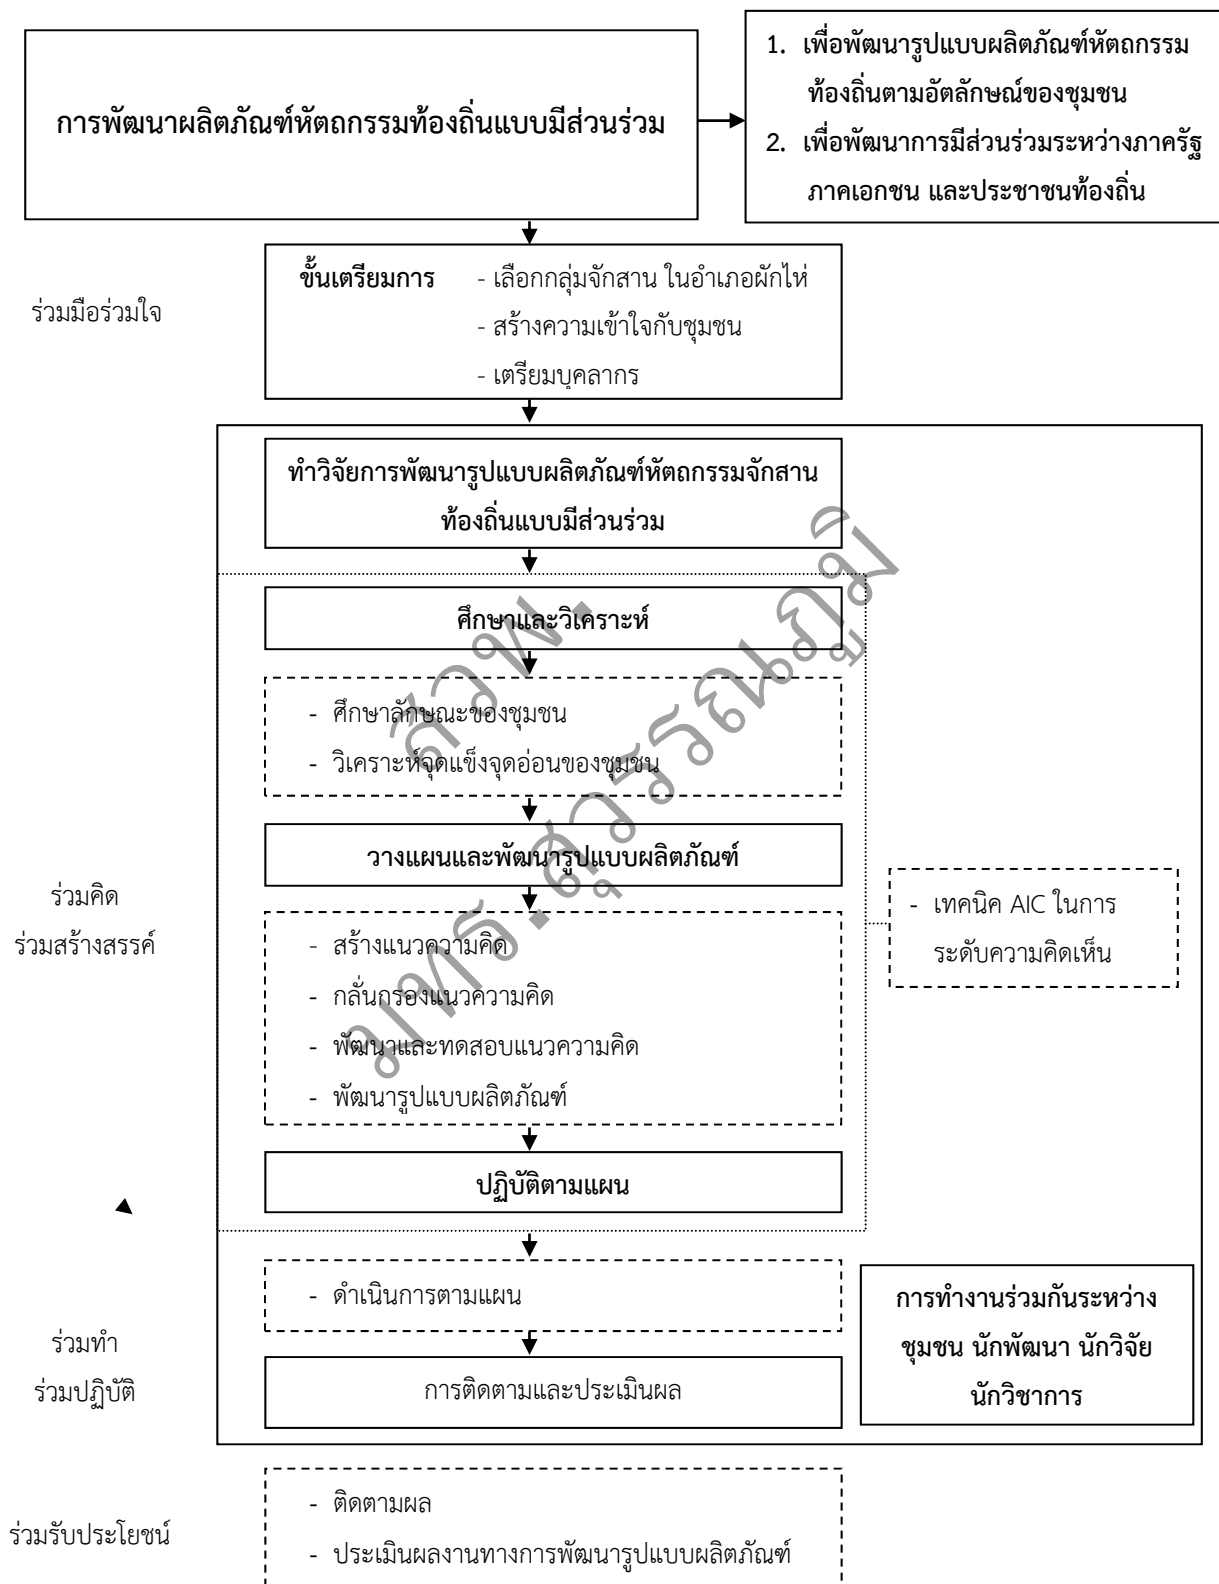 การพัฒนาผลิตภัณฑ์หัตถกรรมท้องถิ่นแบบมีส่วนร่วม
1. เพื่อพัฒนารูปแบบผลิตภัณฑ์หัตถกรรม
ท้องถิ่นตามอัตลักษณ์ของชุมชน
2. เพื่อพัฒนาการมีส่วนร่วมระหว่างภาครัฐ
ภาคเอกชน และประชาชนท้องถิ่น
ร่วมมือร่วมใจ
ขั้นเตรียมการ - เลือกกลุ่มจักสาน ในอำเภอผักไห่
- สร้างความเข้าใจกับชุมชน
- เตรียมบุคลากร
ทำวิจัยการพัฒนารูปแบบผลิตภัณฑ์หัตถกรรมจักสาน
ท้องถิ่นแบบมีส่วนร่วม
ศึกษาและวิเคราะห์
- ศึกษาลักษณะของชุมชน
- วิเคราะห์จุดแข็งจุดอ่อนของชุมชน
วางแผนและพัฒนารูปแบบผลิตภัณฑ์
ร่วมคิด
ร่วมสร้างสรรค์
- สร้างแนวความคิด
- กลั่นกรองแนวความคิด
- พัฒนาและทดสอบแนวความคิด
- พัฒนารูปแบบผลิตภัณฑ์
- เทคนิค AIC ในการ
ระดับความคิดเห็น
ปฏิบัติตามแผน
- ดำเนินการตามแผน
ร่วมทำ
ร่วมปฏิบัติ
การติดตามและประเมินผล
การทำงานร่วมกันระหว่าง
ชุมชน นักพัฒนา นักวิจัย
นักวิชาการ
ร่วมรับประโยชน์
- ติดตามผล
- ประเมินผลงานทางการพัฒนารูปแบบผลิตภัณฑ์
สวพ.
มทร.สุวรรณภูมิ